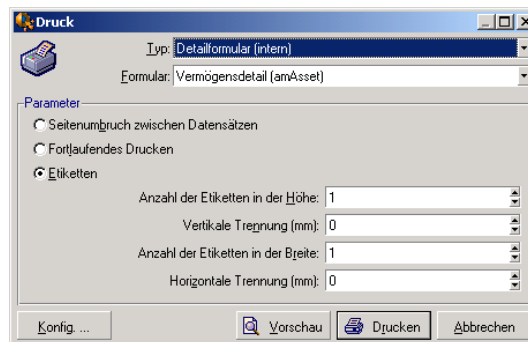 Druck
Typ: Detailformular (intern)
Formular: Vermögensdetail (amAsset)
Parameter
Seitenumbruch zwischen Datensätzen
Fortlaufendes Drucken
Etiketten
Anzahl der Etiketten in der Höhe: 1
Vertikale Trennung (mm): 0
Anzahl der Etiketten in der Breite: 1
Horizontale Trennung (mm): 0
Konfig. ... Vorschau Drucken Abbrechen